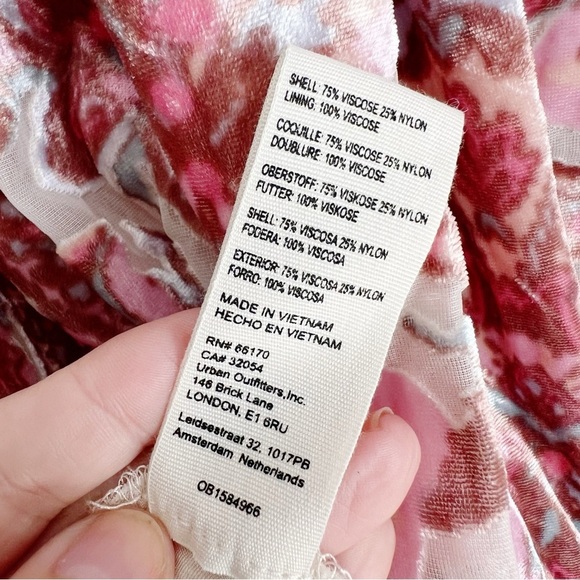 SHELL: 75% VISCOSE 25% NYLON
LINING: 100% VISCOSE
COQUILLE: 75% VISCOSE 25% NYLON
DOUBLURE: 100% VISCOSE
OBERSTOFF: 75% VISKOSE 25% NYLON
FUTTER: 100% VISKOSE
SHELL: 75% VISCOSA 25% NYLON
FODERA: 100% VISCOSA
EXTERIOR: 75% VISCOSA 25% NYLON
FORRO: 100% VISCOSA
MADE IN VIETNAM
HECHO EN VIETNAM
RN# 66170
CA# 32054
Urban Outfitters,Inc.
146 Brick Lane
LONDON, E1 6RU
Leidsestraat 32, 1017PB
Amsterdam Netherlands
OB1584966